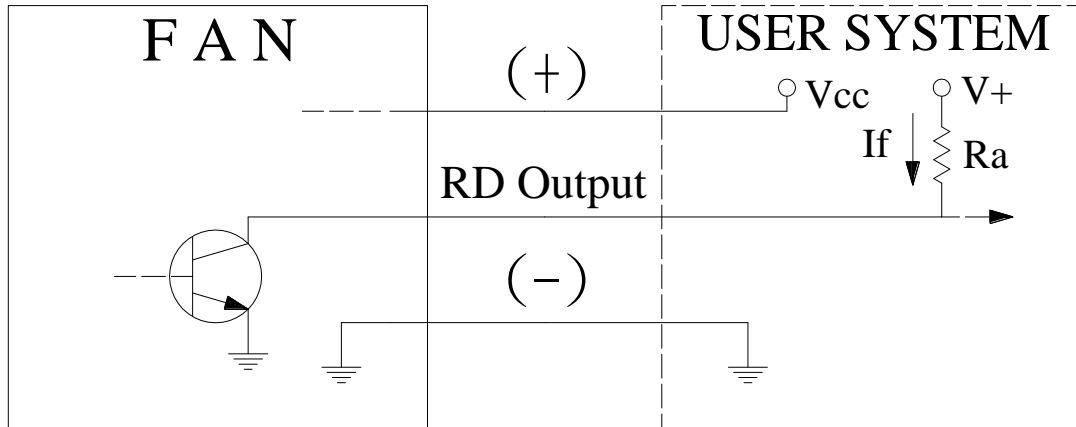 F A N
USER SYSTEM
(+)
Vcc
V+
If
Ra
RD Output
(−)